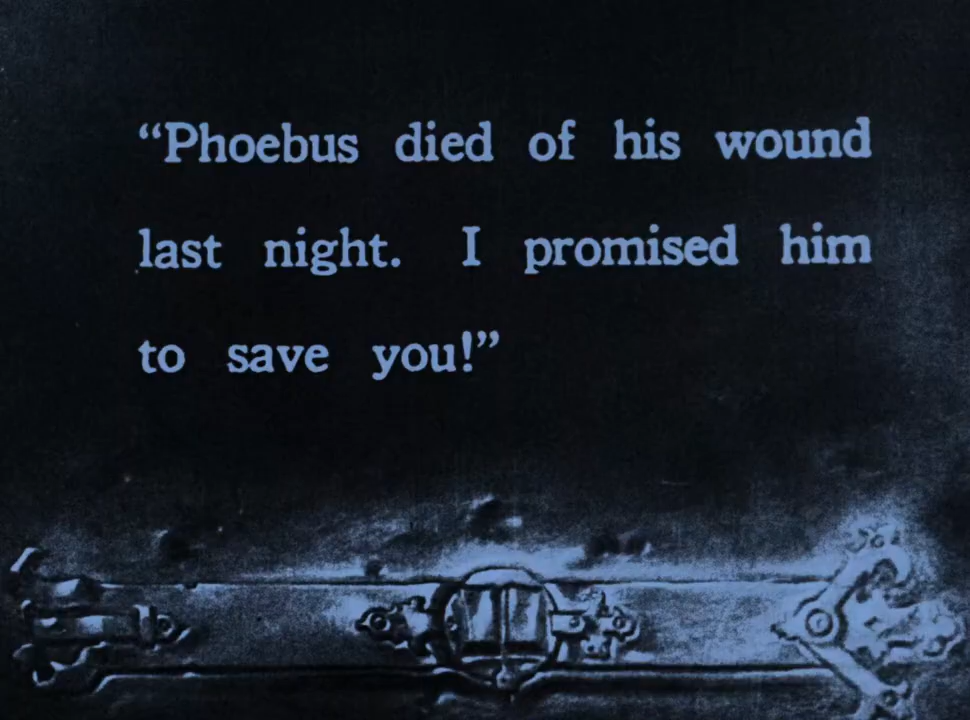 “Phoebus died of his wound
last night. I promised him
to save you!”